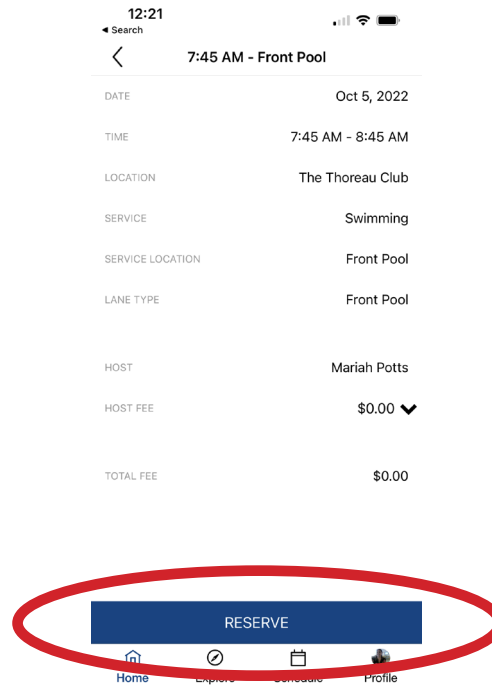 12:21
◀ Search
7:45 AM - Front Pool
DATE Oct 5, 2022
TIME 7:45 AM - 8:45 AM
LOCATION The Thoreau Club
SERVICE Swimming
SERVICE LOCATION Front Pool
LANE TYPE Front Pool
HOST Mariah Potts
HOST FEE $0.00
TOTAL FEE $0.00
RESERVE
Home Explore Schedule Profile